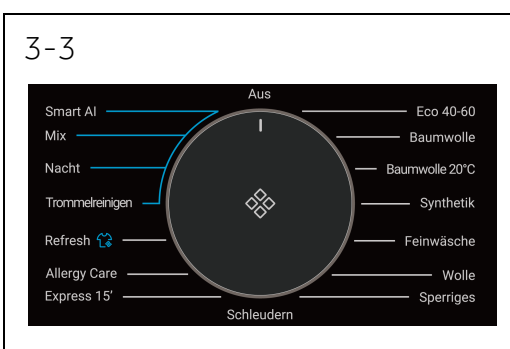 3-3
Aus
Smart AI
Eco 40-60
Mix
Baumwolle
Nacht
Baumwolle 20°C
Trommelreinigen
Synthetik
Refresh
Feinwäsche
Allergy Care
Wolle
Express 15'
Sperriges
Schleudern